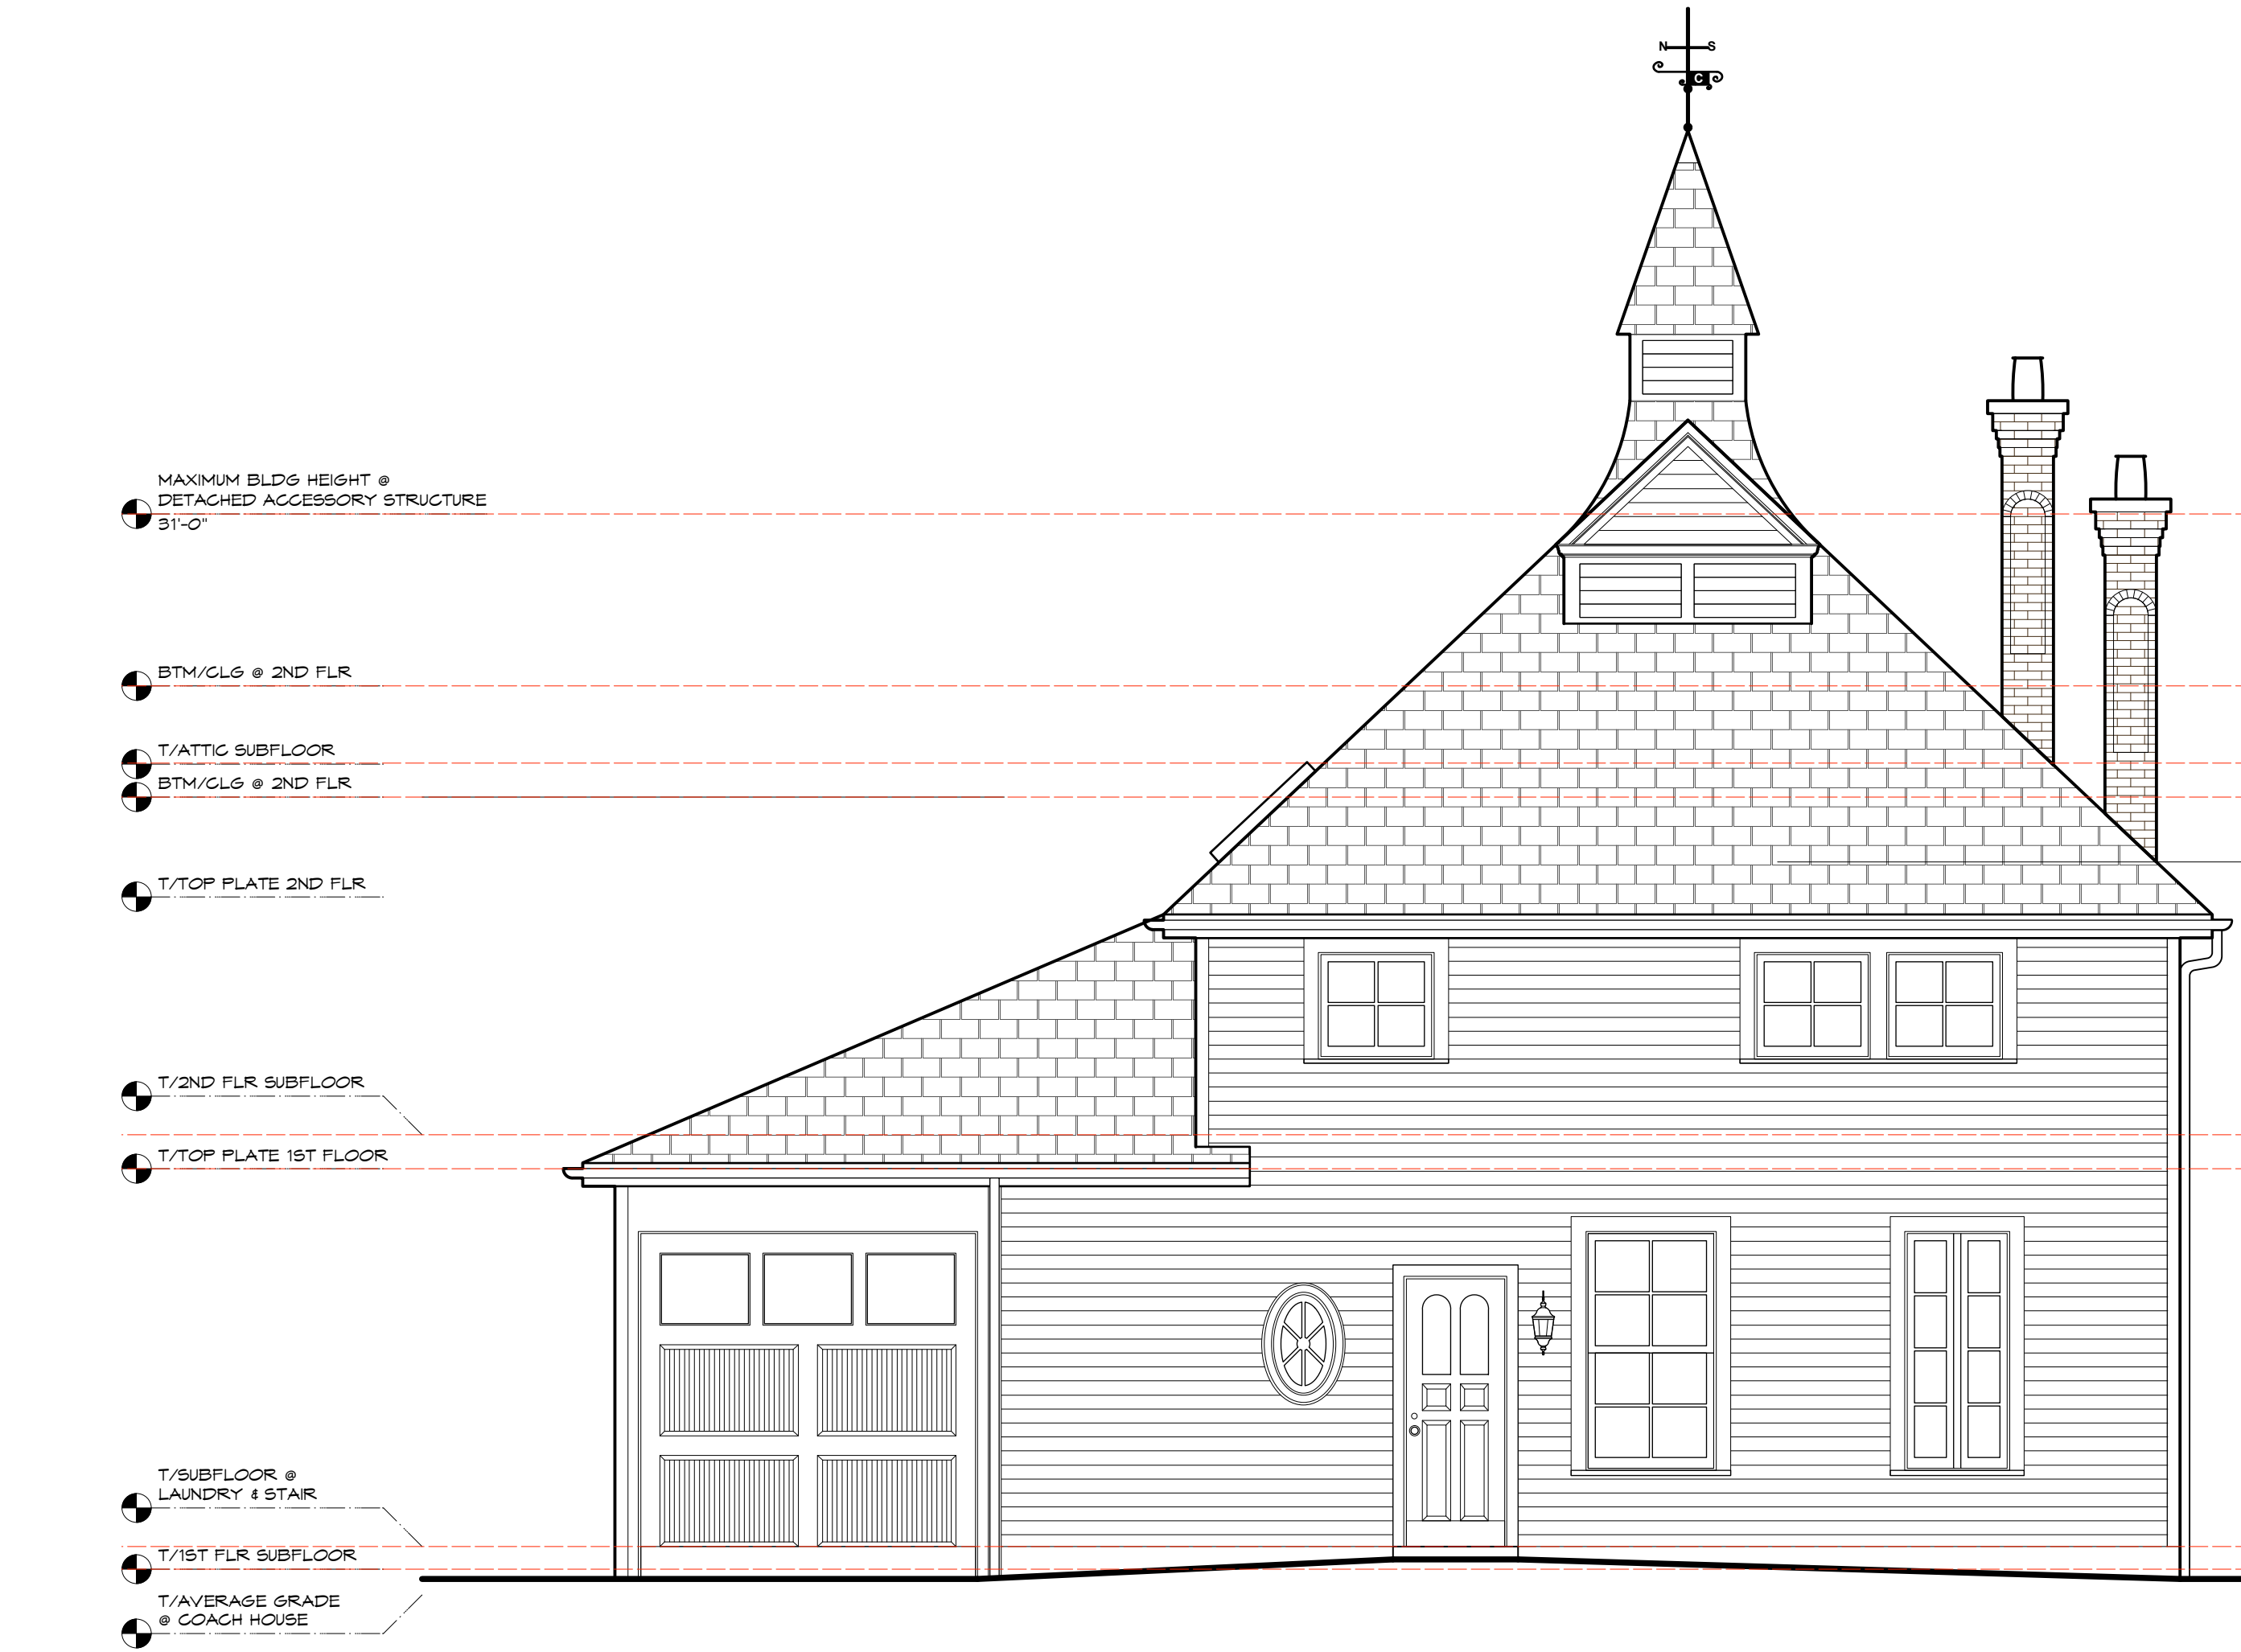 N S
C
MAXIMUM BLDG HEIGHT @
DETACHED ACCESSORY STRUCTURE
31'-0"
BTM/CLG @ 2ND FLR
T/ATTIC SUBFLOOR
BTM/CLG @ 2ND FLR
T/TOP PLATE 2ND FLR
T/2ND FLR SUBFLOOR
T/TOP PLATE 1ST FLOOR
T/SUBFLOOR @
LAUNDRY & STAIR
T/1ST FLR SUBFLOOR
T/AVERAGE GRADE
@ COACH HOUSE